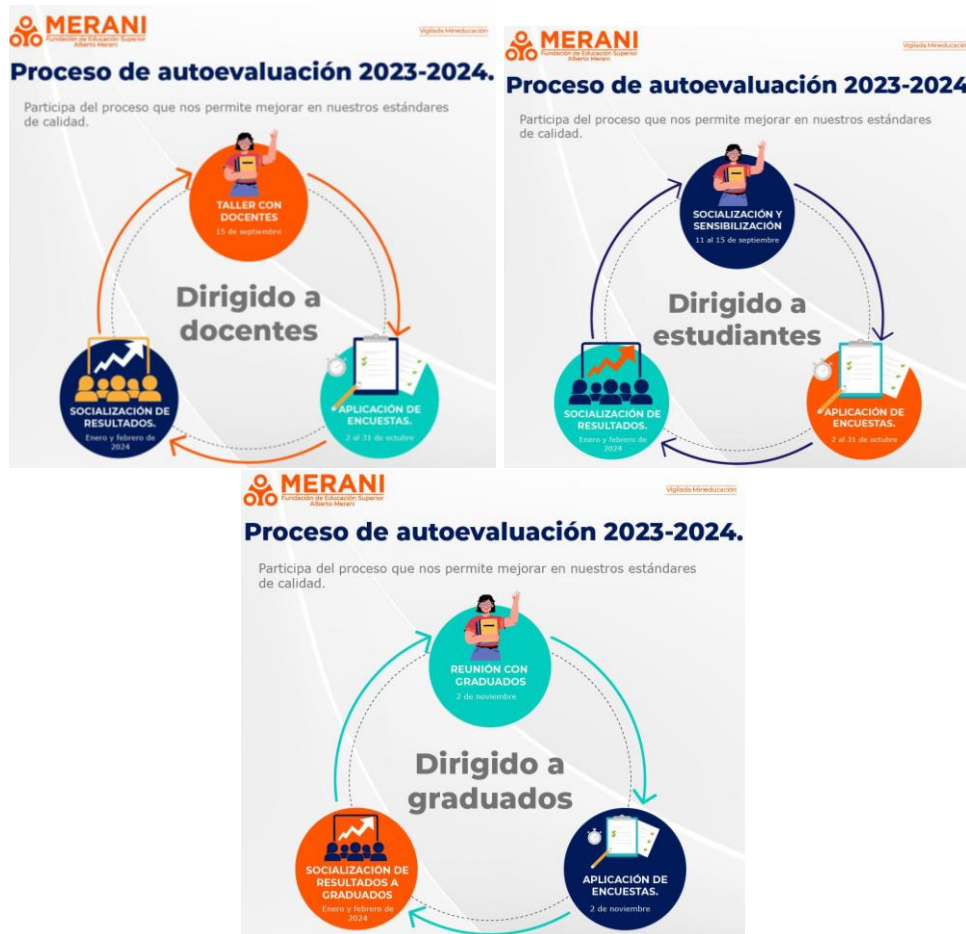 MERANI
Fundación de Educación Superior
Alberto Merani
Vigilada Mineducación
Proceso de autoevaluación 2023-2024.
Participa del proceso que nos permite mejorar en nuestros estándares
de calidad.
TALLER CON
DOCENTES
15 de septiembre
Dirigido a
docentes
SOCIALIZACIÓN DE
RESULTADOS.
Enero y febrero de
2024
APLICACIÓN DE
ENCUESTAS.
2 al 31 de octubre
MERANI
Fundación de Educación Superior
Alberto Merani
Vigilada Mineducación
Proceso de autoevaluación 2023-2024
Participa del proceso que nos permite mejorar en nuestros estándares
de calidad.
SOCIALIZACIÓN Y
SENSIBILIZACIÓN
11 al 15 de septiembre
Dirigido a
estudiantes
SOCIALIZACIÓN DE
RESULTADOS.
Enero y febrero de
2024
APLICACIÓN DE
ENCUESTAS.
2 al 31 de octubre
MERANI
Fundación de Educación Superior
Alberto Merani
Vigilada Mineducación
Proceso de autoevaluación 2023-2024.
Participa del proceso que nos permite mejorar en nuestros estándares
de calidad.
REUNIÓN CON
GRADUADOS
2 de noviembre
Dirigido a
graduados
SOCIALIZACIÓN DE
RESULTADOS A
GRADUADOS
Enero y febrero de
2024
APLICACIÓN DE
ENCUESTAS.
2 de noviembre